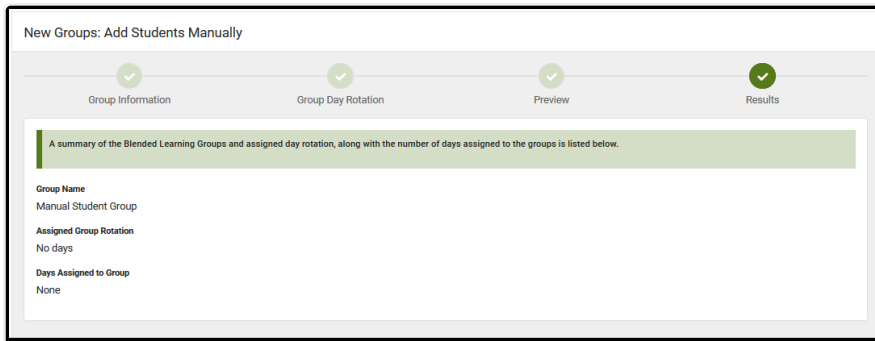 New Groups: Add Students Manually
Group Information
Group Day Rotation
Preview
Results
A summary of the Blended Learning Groups and assigned day rotation, along with the number of days assigned to the groups is listed below.
Group Name
Manual Student Group
Assigned Group Rotation
No days
Days Assigned to Group
None